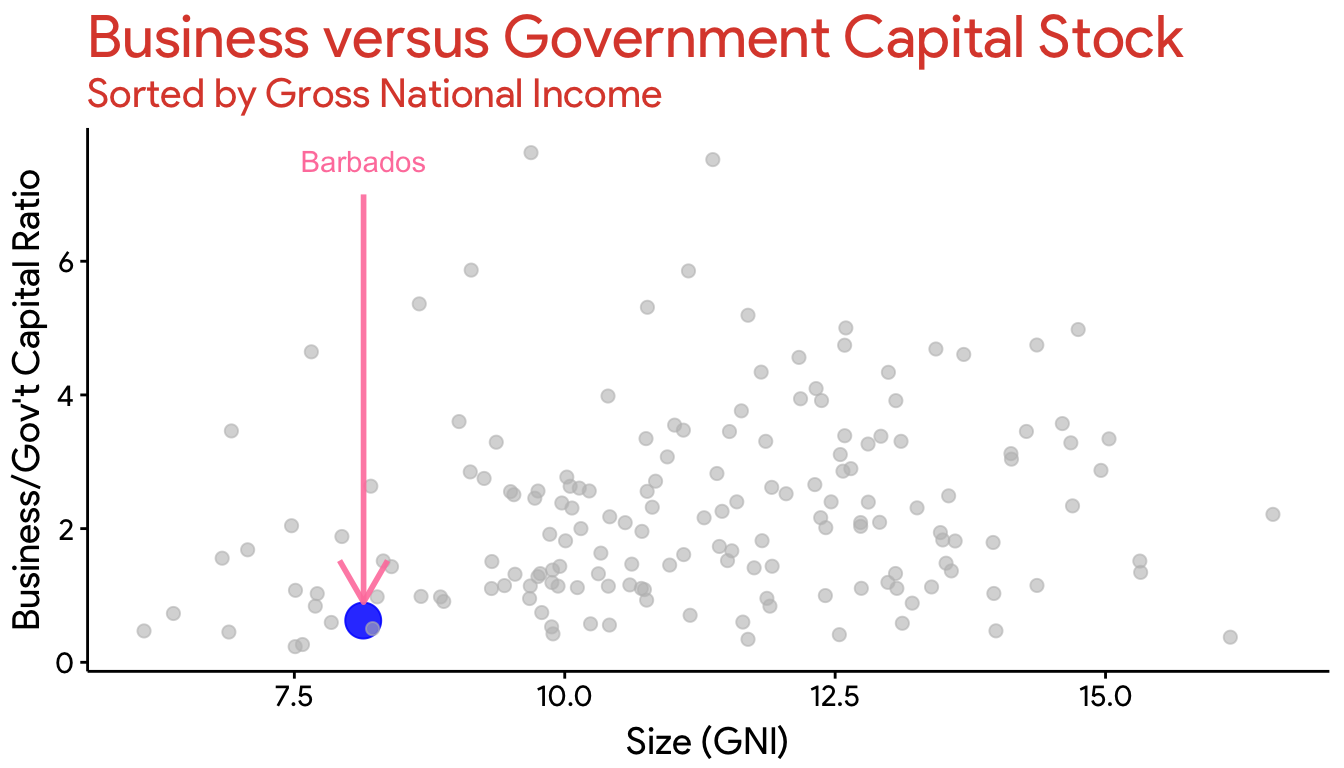 Business versus Government Capital Stock
Sorted by Gross National Income
Barbados
Business/Gov't Capital Ratio
6
4
2
0
7.5 10.0 12.5 15.0
Size (GNI)